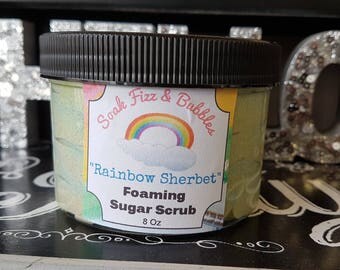 Soak Fizz & Bubbles
"Rainbow Sherbet"
Foaming
Sugar Scrub
8 Oz